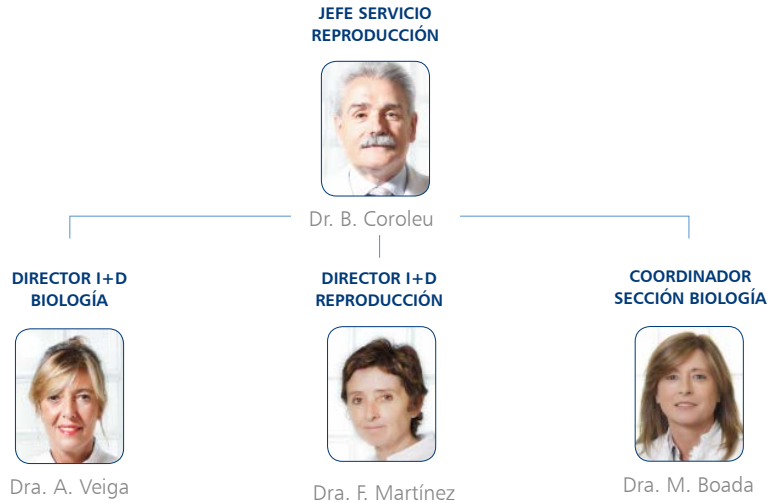 JEFE SERVICIO
REPRODUCCIÓN
Dr. B. Coroleu
DIRECTOR I+D
BIOLOGÍA
Dra. A. Veiga
DIRECTOR I+D
REPRODUCCIÓN
Dra. F. Martínez
COORDINADOR
SECCIÓN BIOLOGÍA
Dra. M. Boada